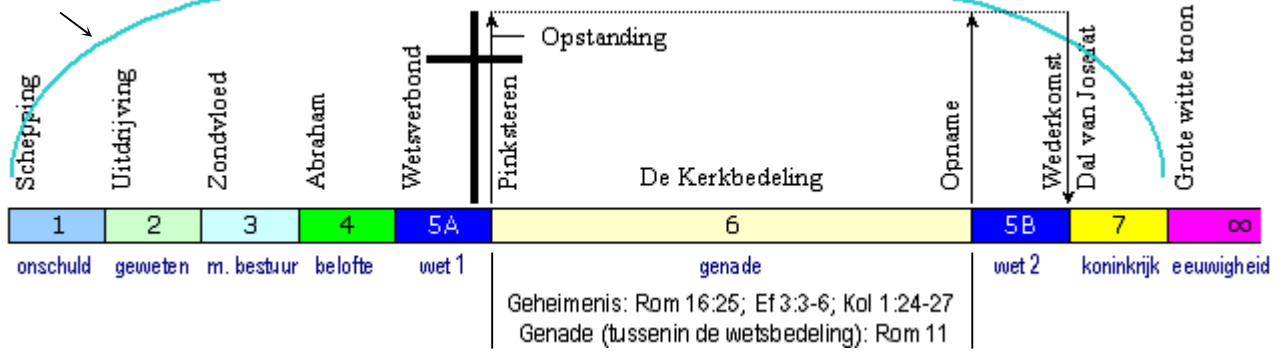 Opstanding
Schepping
Uitdrijving
Zondvloed
Abraham
Wetsverbond
Pinksteren
De Kerkbedeling
Opname
Wederkomst
Dal van Josafat
Grote witte troon
1 2 3 4 5A 6 5B 7 ∞
onschuld geweten m. bestuur belofte wet 1 genade wet 2 koninkrijk eeuwigheid
Geheimenis: Rom 16:25; Ef 3:3-6; Kol 1:24-27
Genade (tussenin de wetsbedeling): Rom 11